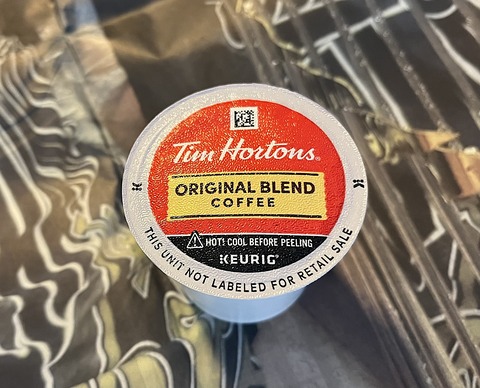 Tim Hortons®
ORIGINAL BLEND
COFFEE
HOT! COOL BEFORE PEELING
KEURIG®
THIS UNIT NOT LABELED FOR RETAIL SALE